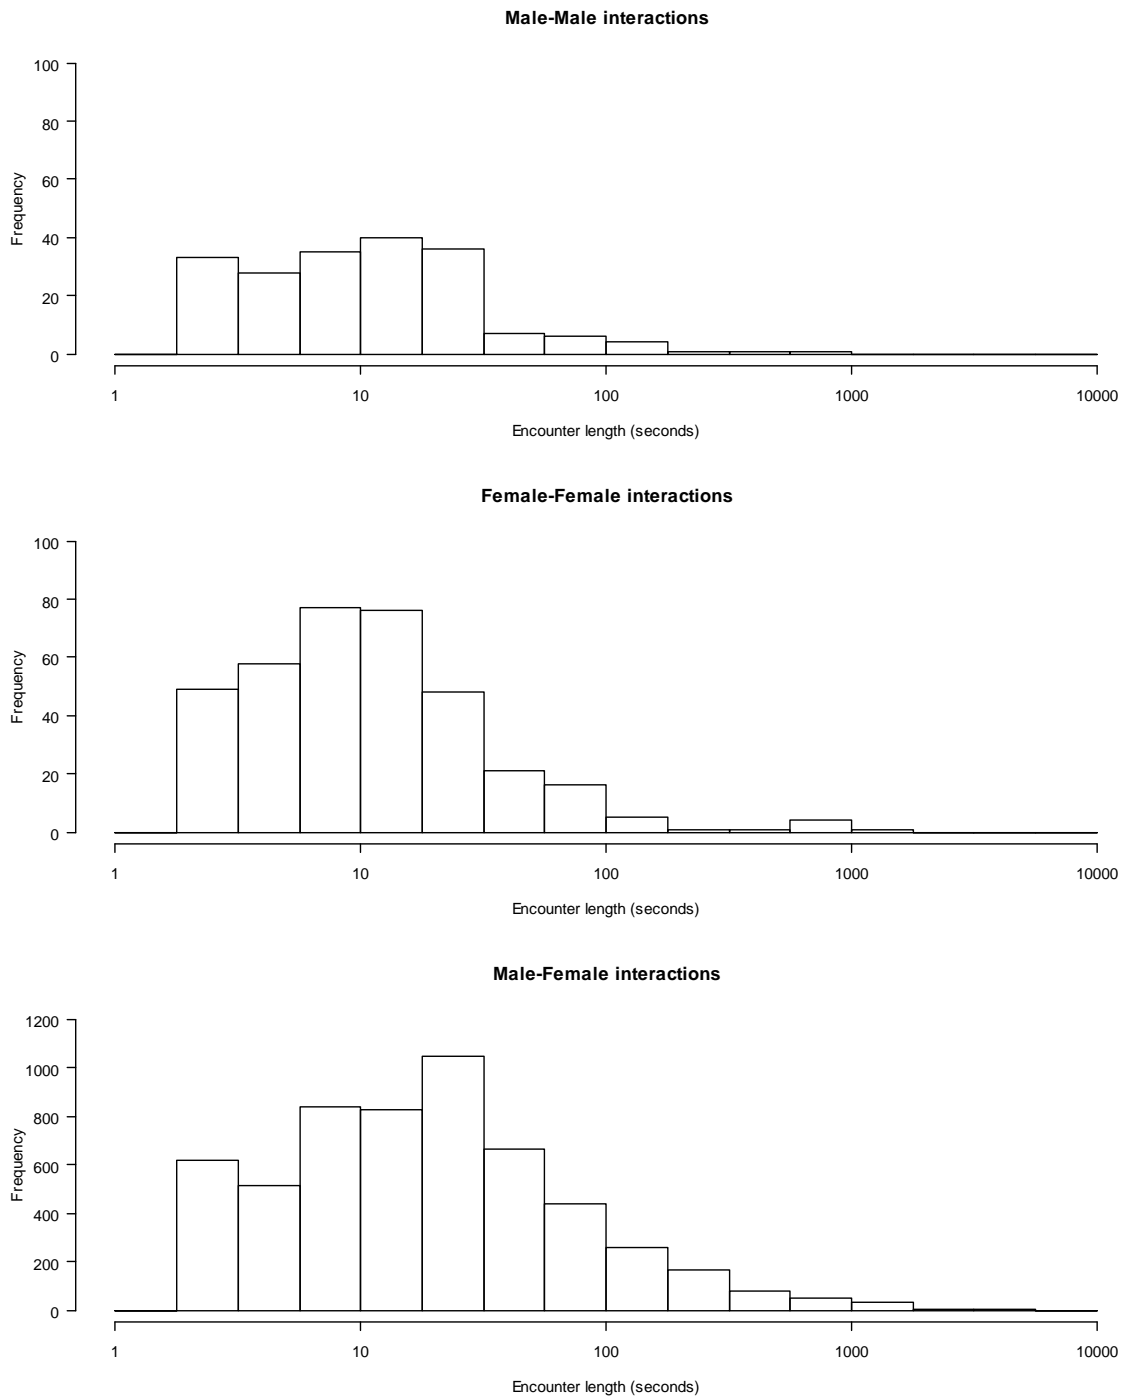 Male-Male interactions
100
80
60
40
20
0
Frequency
1 10 100 1000 10000
Encounter length (seconds)
Female-Female interactions
100
80
60
40
20
0
Frequency
1 10 100 1000 10000
Encounter length (seconds)
Male-Female interactions
1200
1000
800
600
400
200
0
Frequency
1 10 100 1000 10000
Encounter length (seconds)